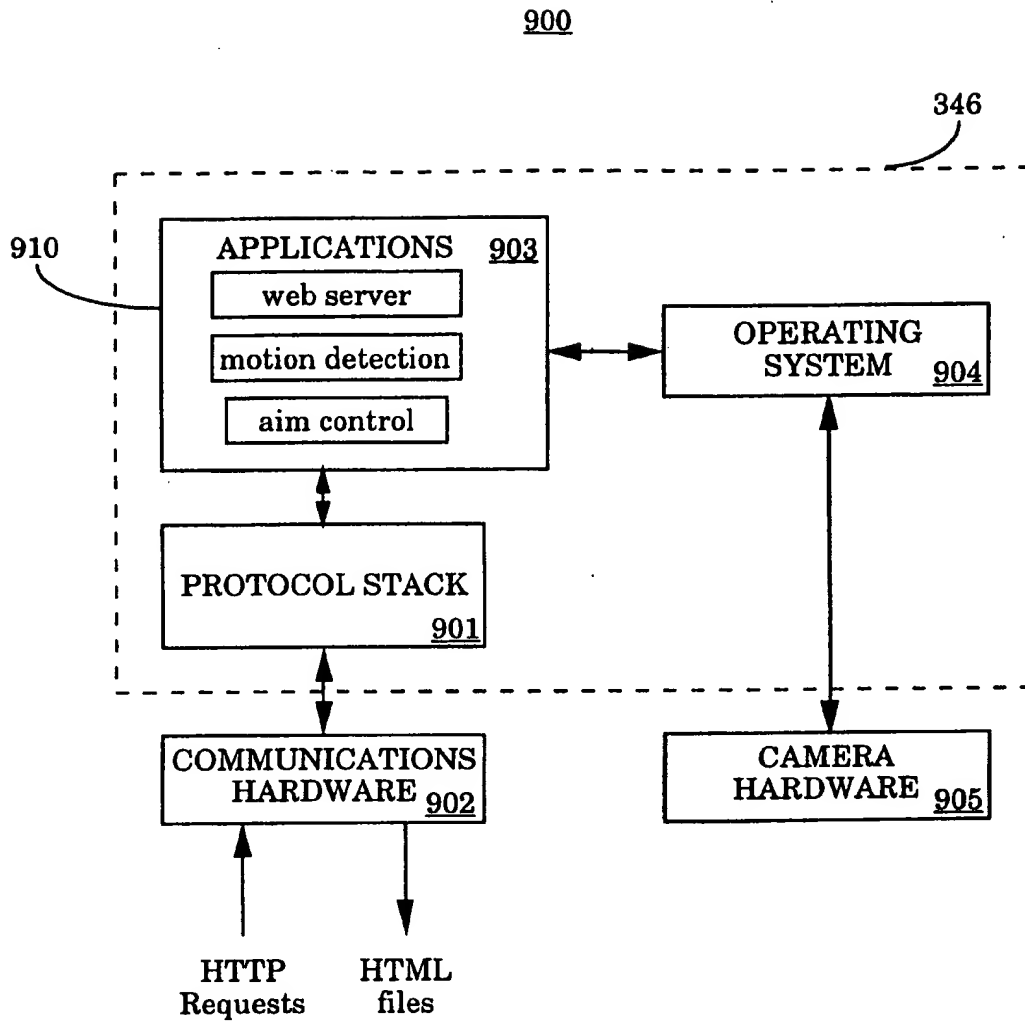 900
346
910
APPLICATIONS 903
web server
motion detection
aim control
OPERATING
SYSTEM 904
PROTOCOL STACK
901
COMMUNICATIONS
HARDWARE 902
CAMERA
HARDWARE 905
HTTP
Requests
HTML
files